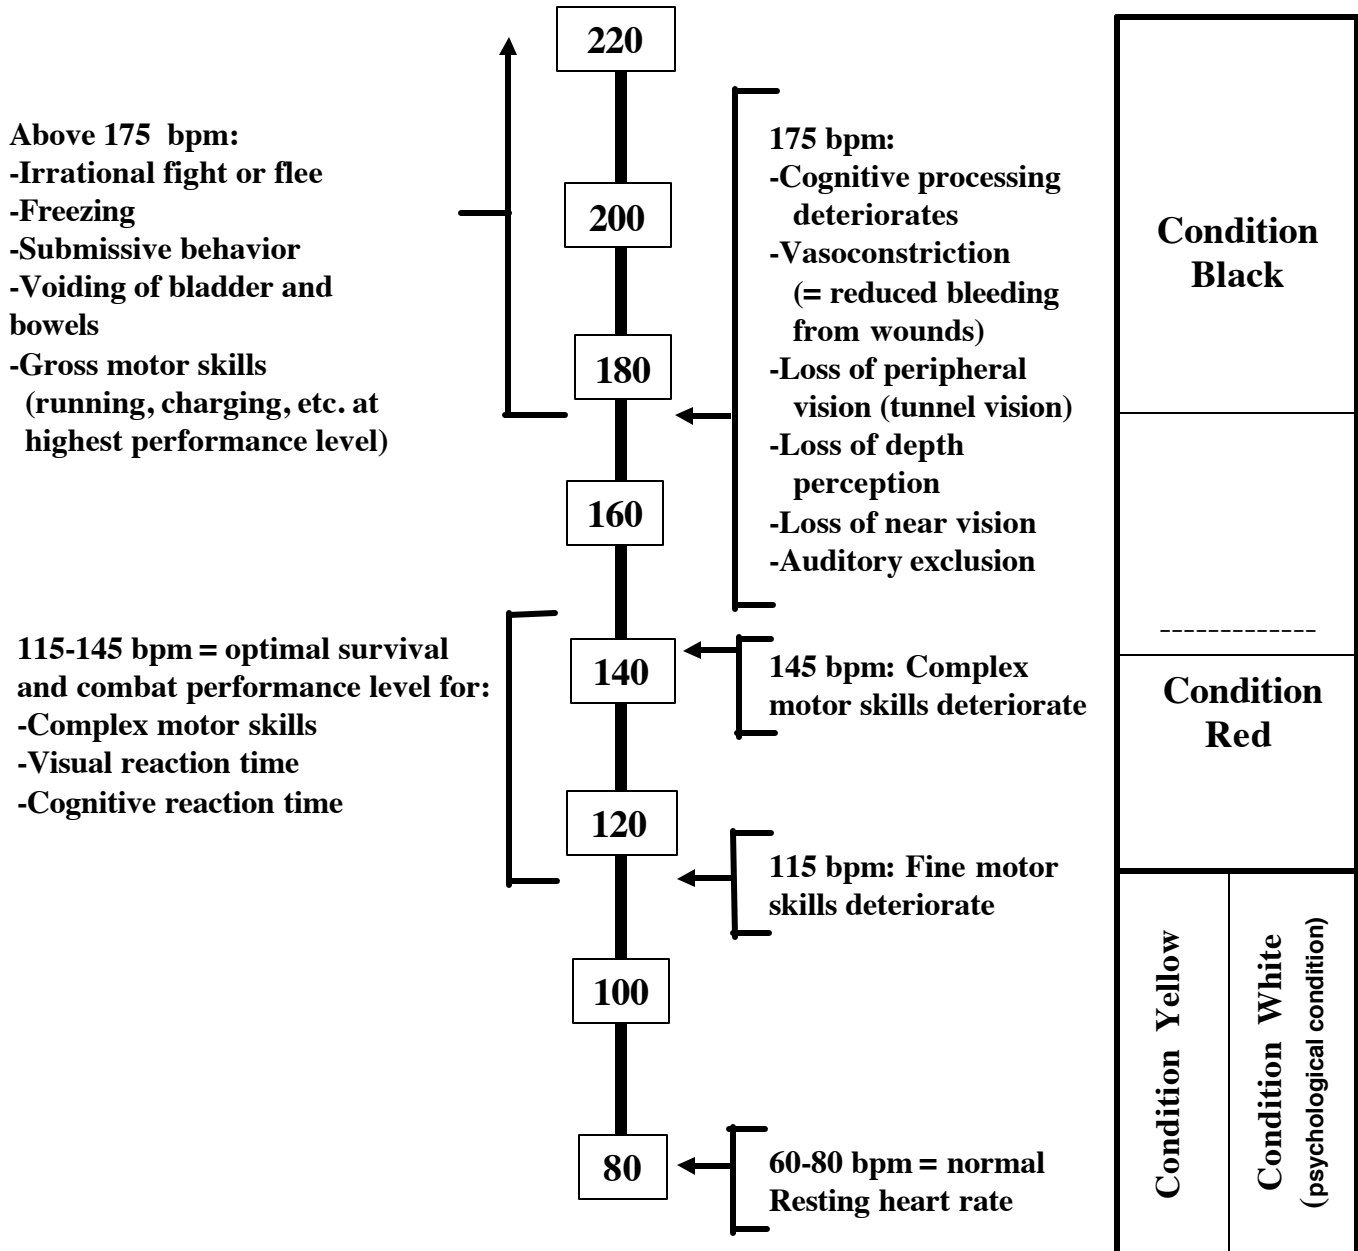 220
200
180
160
140
120
100
80
Above 175 bpm:
-Irrational fight or flee
-Freezing
-Submissive behavior
-Voiding of bladder and
bowels
-Gross motor skills
(running, charging, etc. at
highest performance level)
115-145 bpm = optimal survival
and combat performance level for:
-Complex motor skills
-Visual reaction time
-Cognitive reaction time
175 bpm:
-Cognitive processing
deteriorates
-Vasoconstriction
(= reduced bleeding
from wounds)
-Loss of peripheral
vision (tunnel vision)
-Loss of depth
perception
-Loss of near vision
-Auditory exclusion
145 bpm: Complex
motor skills deteriorate
115 bpm: Fine motor
skills deteriorate
60-80 bpm = normal
Resting heart rate
Condition
Black
-------------
Condition
Red
Condition Yellow
Condition White
(psychological condition)